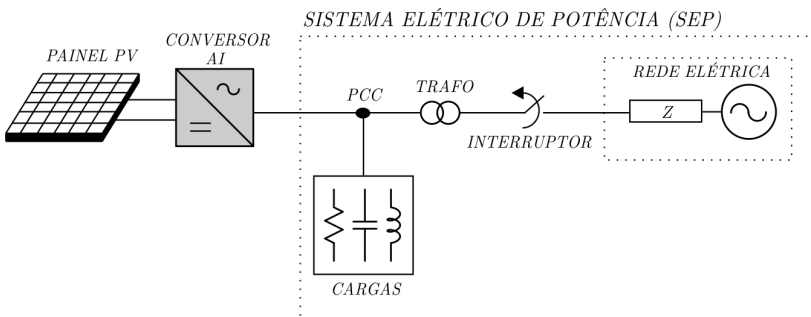 SISTEMA ELÉTRICO DE POTÊNCIA (SEP)
PAINEL PV
CONVERSOR
AI
PCC
TRAFO
INTERRUPTOR
REDE ELÉTRICA
Z
CARGAS